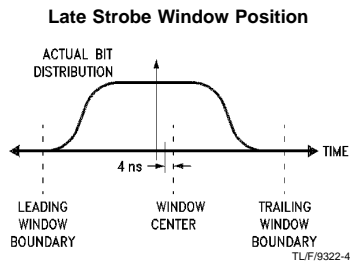 Late Strobe Window Position
ACTUAL BIT
DISTRIBUTION
TIME
4 ns
LEADING
WINDOW
BOUNDARY
WINDOW
CENTER
TRAILING
WINDOW
BOUNDARY
TL/F/9322-4